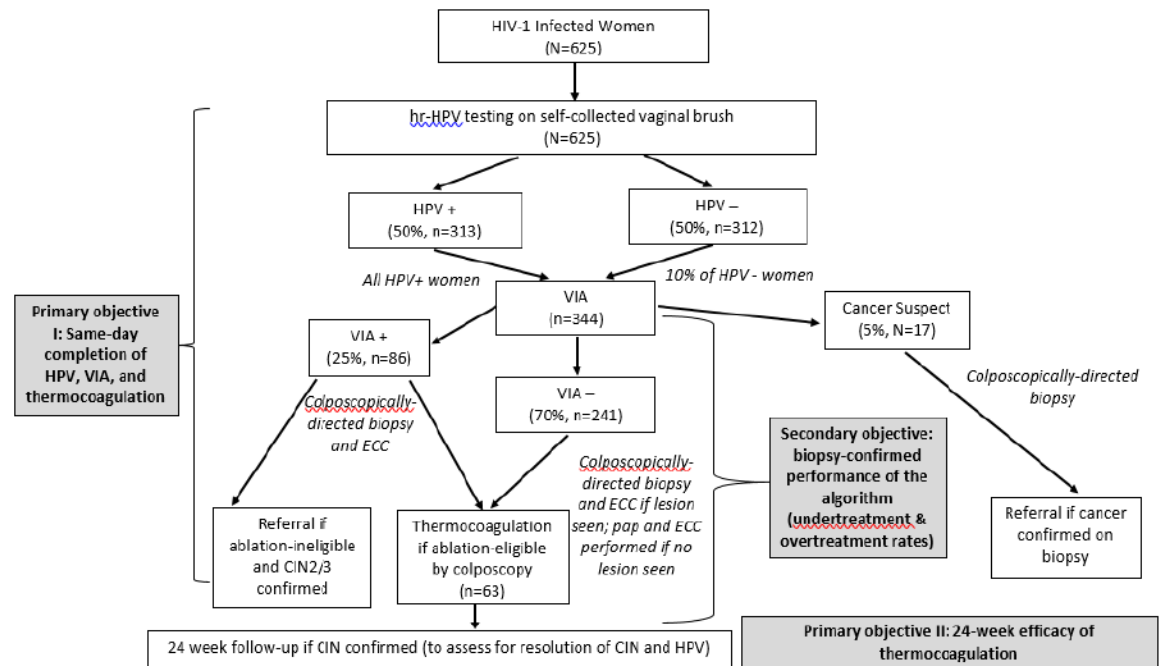 HIV-1 Infected Women
(N=625)
hr-HPV testing on self-collected vaginal brush
(N=625)
HPV +
(50%, n=313)
HPV –
(50%, n=312)
All HPV+ women
10% of HPV - women
VIA
(n=344)
Primary objective
I: Same-day
completion of
HPV, VIA, and
thermocoagulation
VIA +
(25%, n=86)
Cancer Suspect
(5%, N=17)
Colposcopically-
directed biopsy
and ECC
VIA –
(70%, n=241)
Colposcopically-directed
biopsy
Secondary objective:
biopsy-confirmed
performance of the
algorithm
(undertreatment &
overtreatment rates)
Colposcopically-
directed biopsy
and ECC if lesion
seen; pap and ECC
performed if no
lesion seen
Referral if
ablation-ineligible
and CIN2/3
confirmed
Thermocoagulation
if ablation-eligible
by colposcopy
(n=63)
Referral if cancer
confirmed on
biopsy
24 week follow-up if CIN confirmed (to assess for resolution of CIN and HPV)
Primary objective II: 24-week efficacy of
thermocoagulation